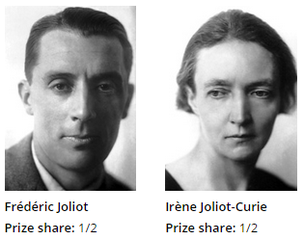 Frédéric Joliot
Prize share: 1/2
Irène Joliot-Curie
Prize share: 1/2